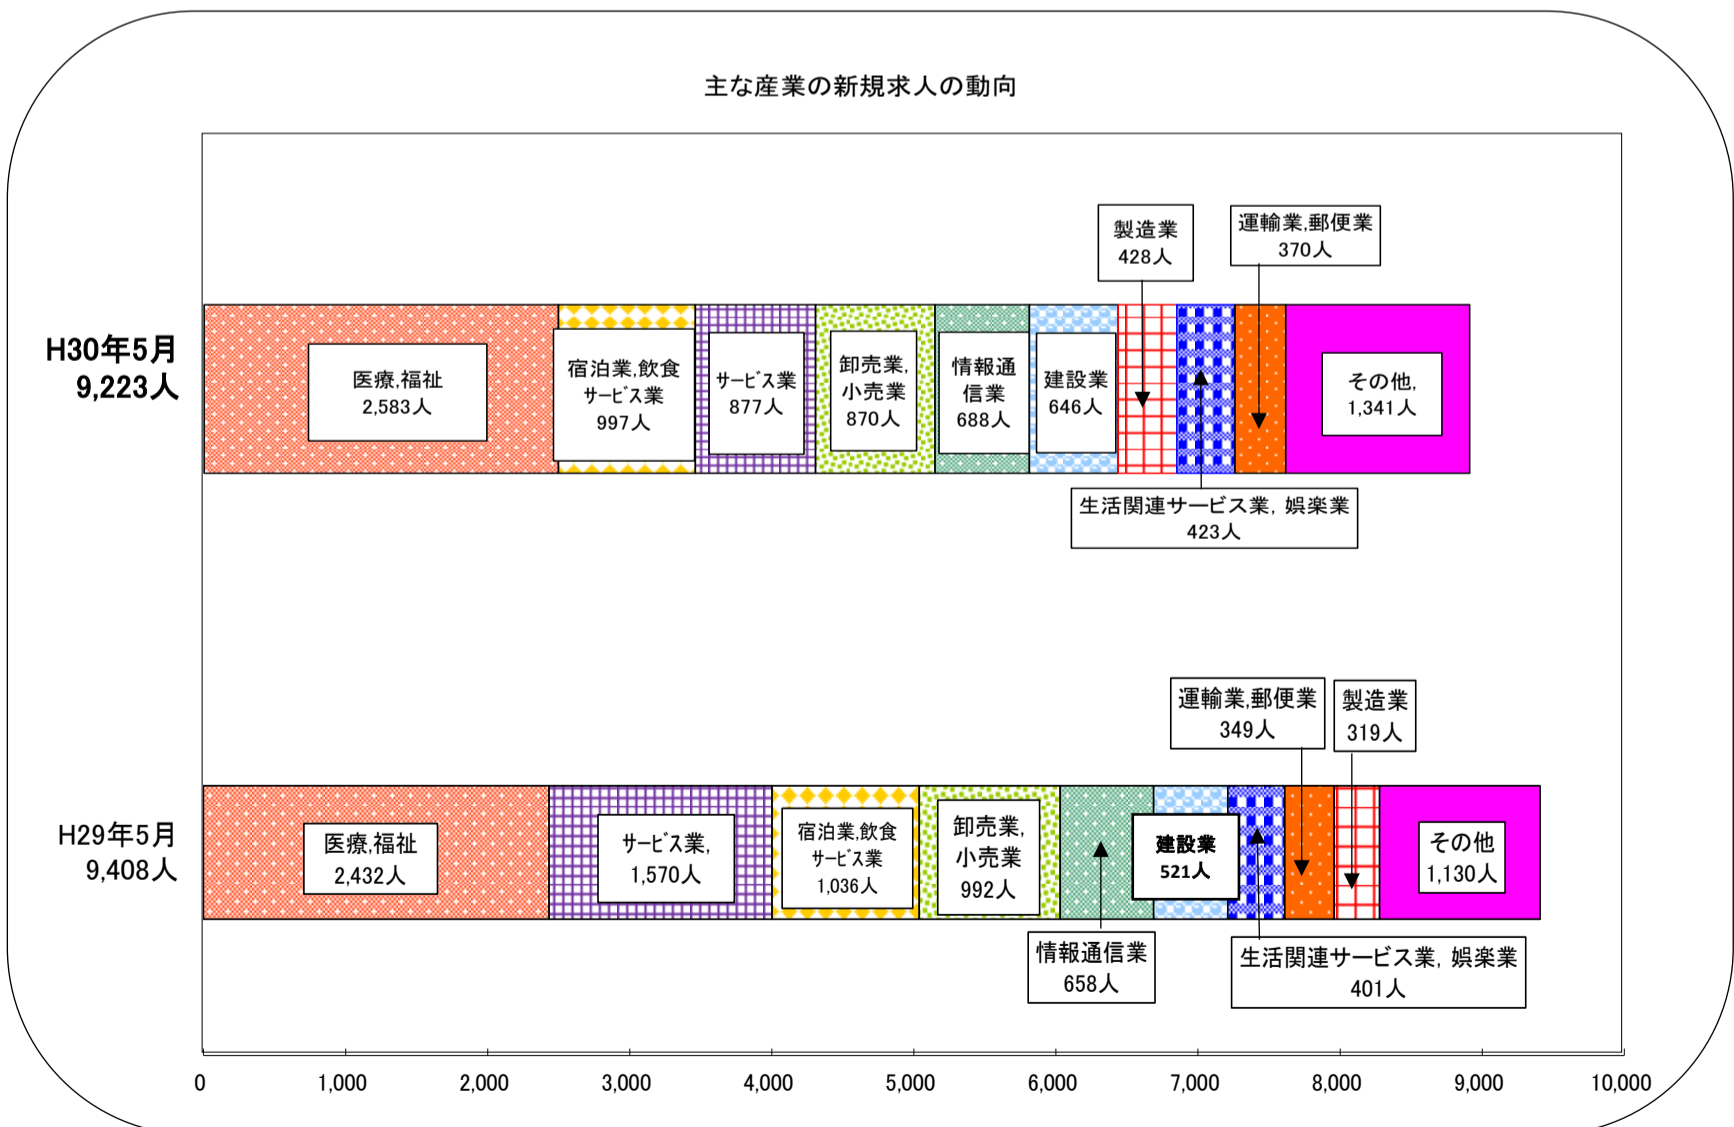 主な産業の新規求人の動向
製造業
428人
運輸業,郵便業
370人
H30年5月
9,223人
医療,福祉
2,583人
宿泊業,飲食
サービス業
997人
サービス業
877人
卸売業,
小売業
870人
情報通
信業
688人
建設業
646人
その他,
1,341人
生活関連サービス業, 娯楽業
423人
運輸業,郵便業
349人
製造業
319人
H29年5月
9,408人
医療,福祉
2,432人
サービス業,
1,570人
宿泊業,飲食
サービス業
1,036人
卸売業,
小売業
992人
建設業
521人
その他
1,130人
情報通信業
658人
生活関連サービス業, 娯楽業
401人
0 1,000 2,000 3,000 4,000 5,000 6,000 7,000 8,000 9,000 10,000